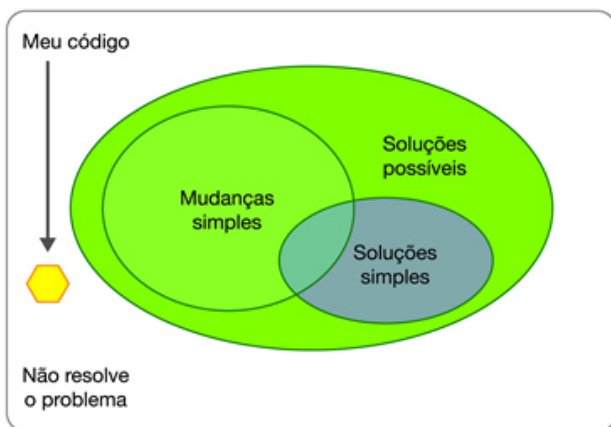 Meu código
Soluções
possíveis
Mudanças
simples
Soluções
simples
Não resolve
o problema